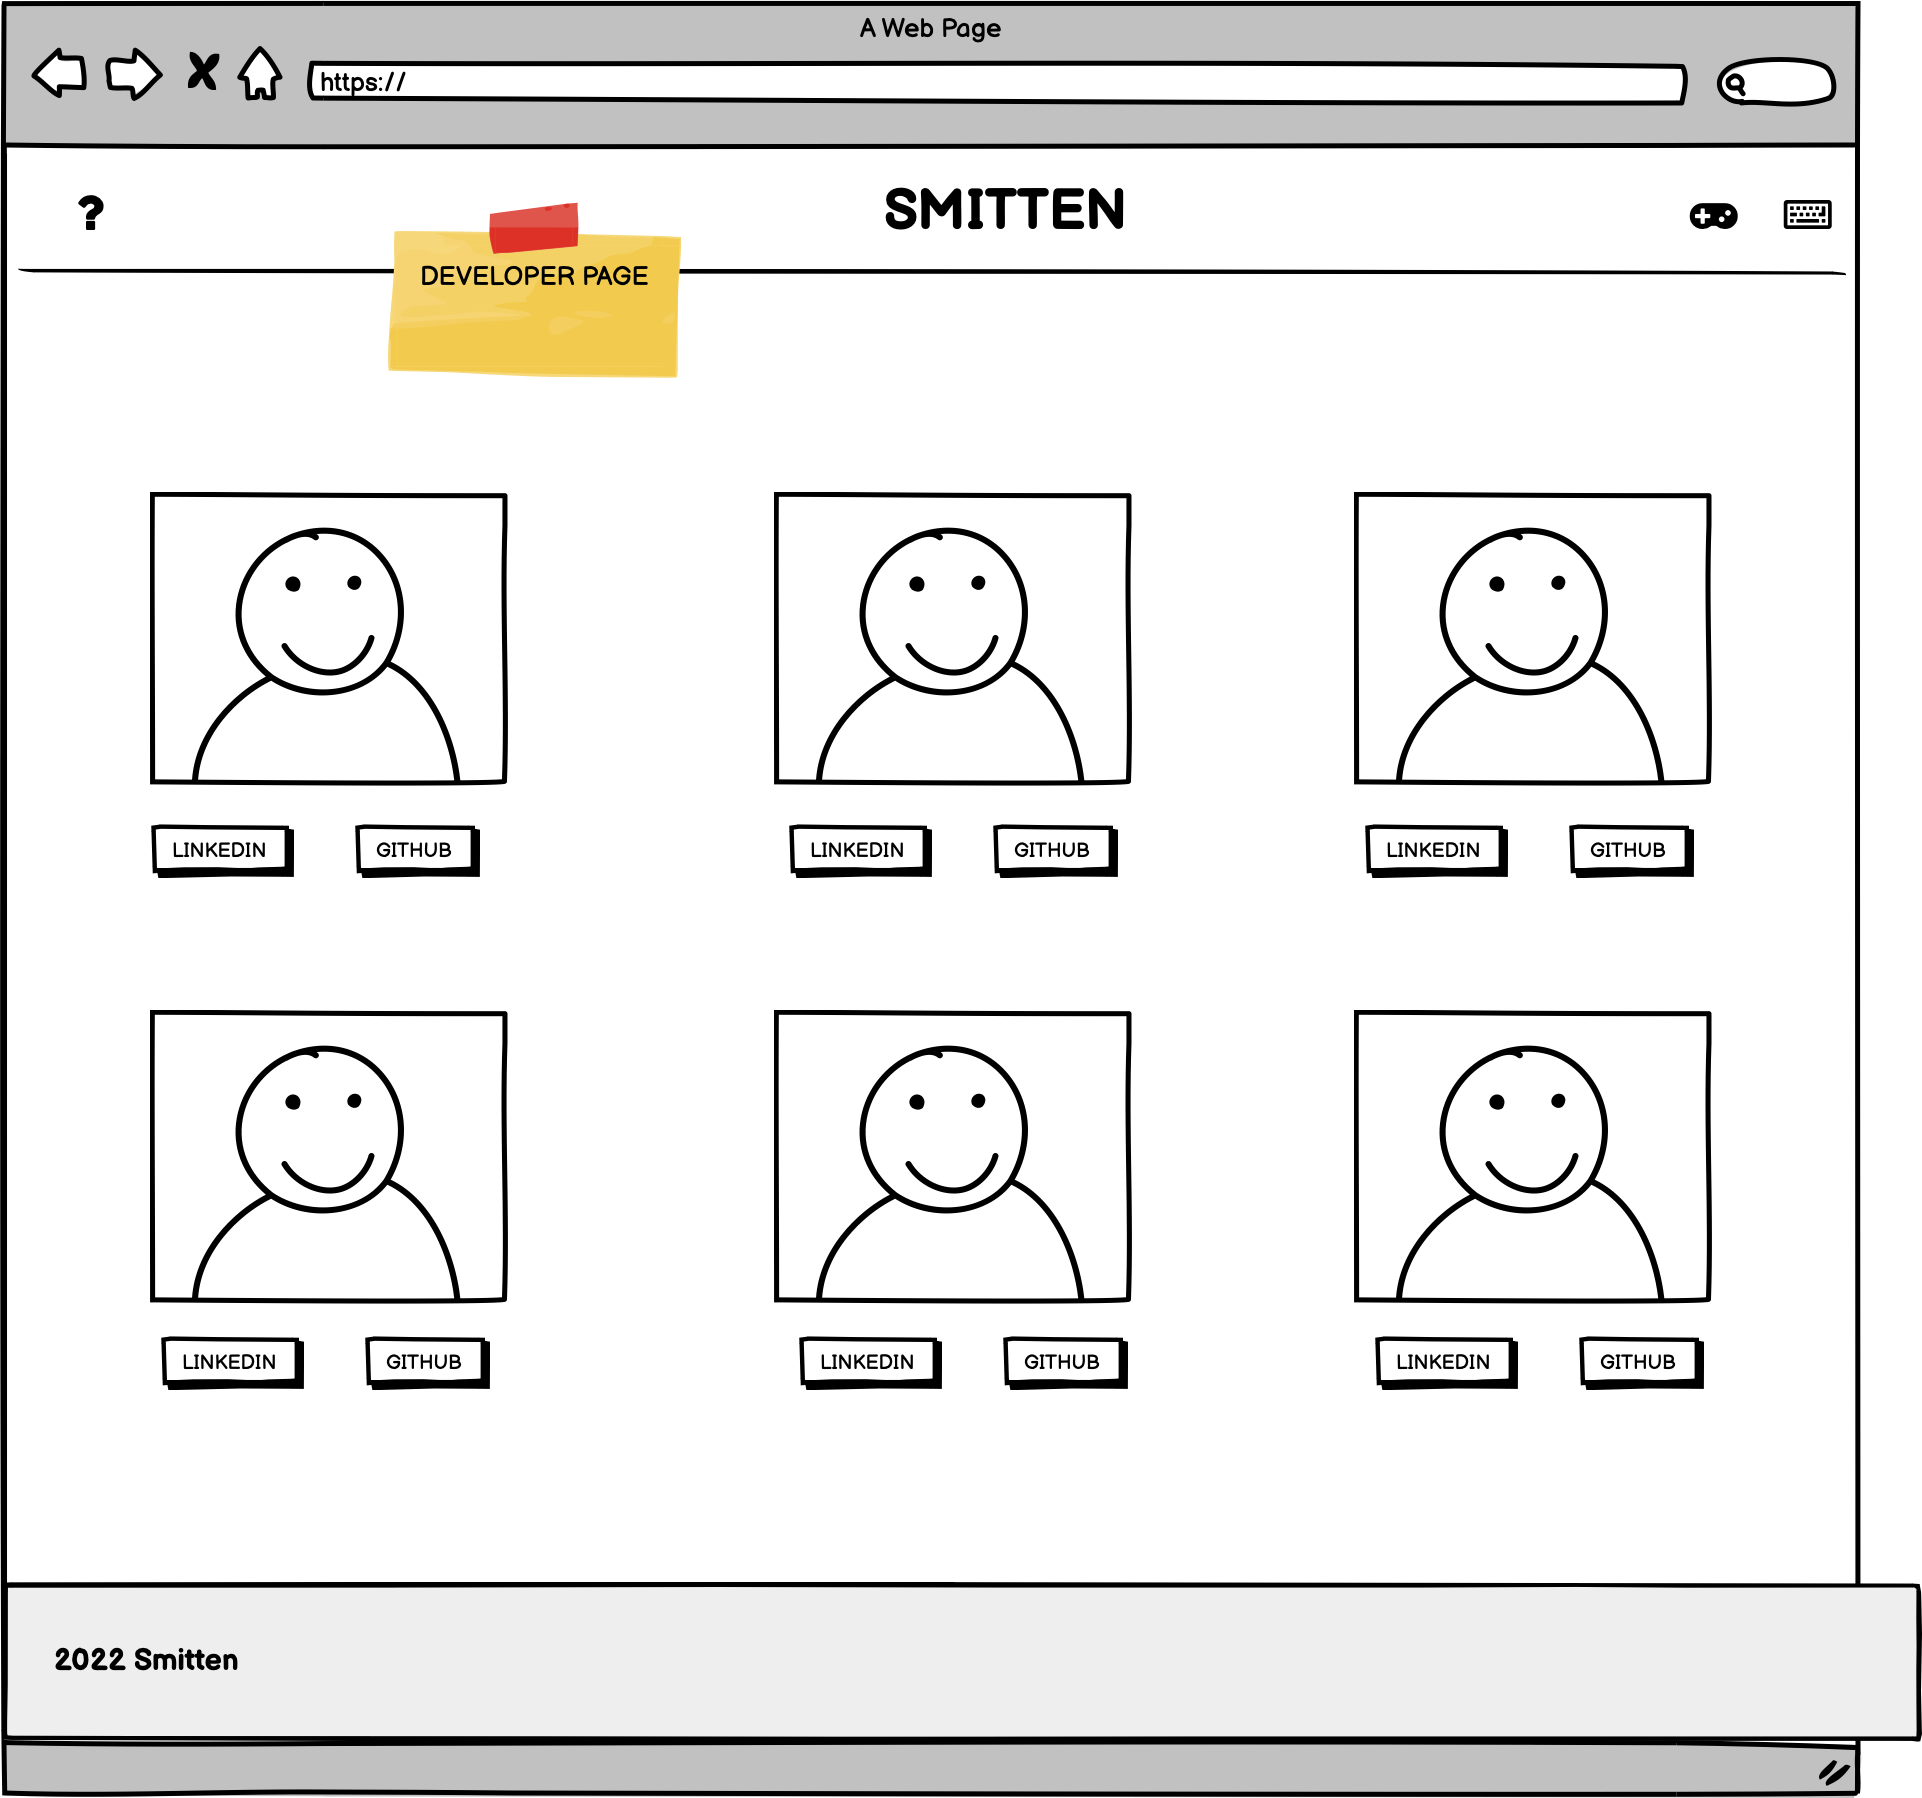 A Web Page
https://
?
SMITTEN
DEVELOPER PAGE
LINKEDIN GITHUB LINKEDIN GITHUB LINKEDIN GITHUB
LINKEDIN GITHUB LINKEDIN GITHUB LINKEDIN GITHUB
2022 Smitten